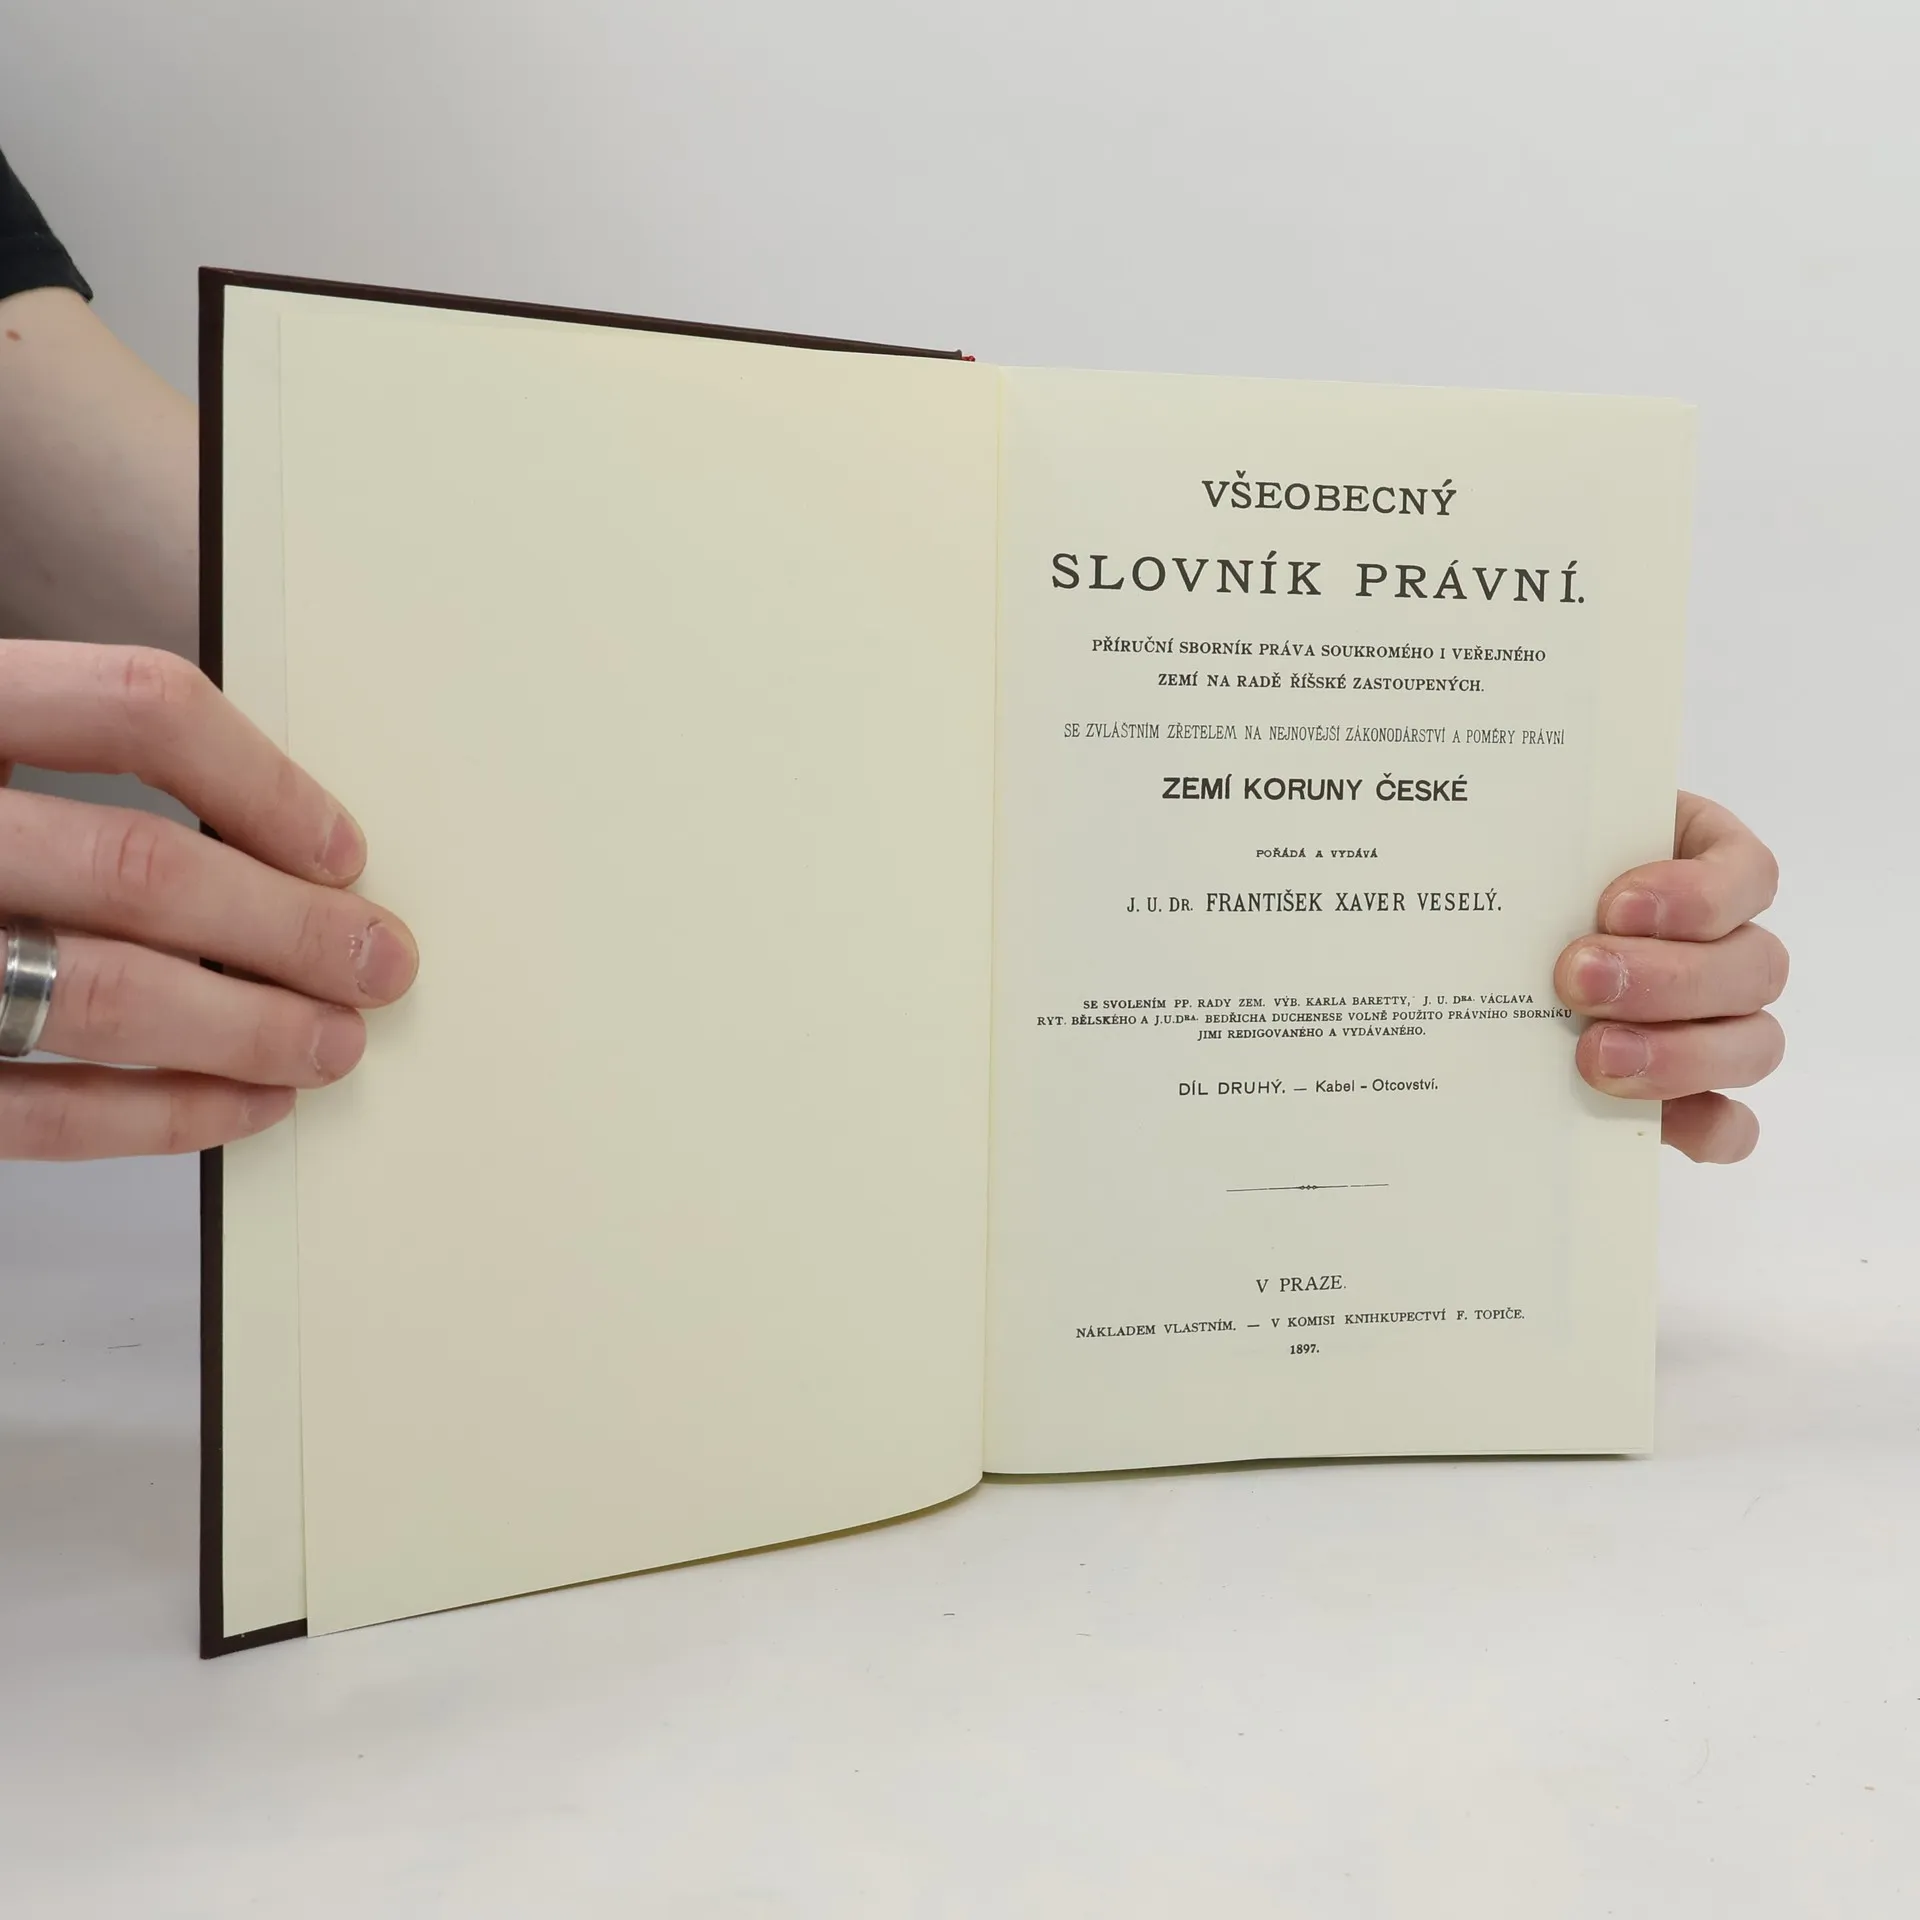 VŠEOBECNÝ
SLOVNÍK PRÁVNÍ.
PŘÍRUČNÍ SBORNÍK PRÁVA SOUKROMÉHO I VEŘEJNÉHO
ZEMÍ NA RADĚ ŘÍŠSKÉ ZASTOUPENÝCH.
SE ZVLÁŠTNÍM ZŘETELEM NA NEJNOVĚJŠÍ ZÁKONODÁRSTVÍ A POMĚRY PRÁVNÍ
ZEMÍ KORUNY ČESKÉ
POŘÁDÁ A VYDÁVÁ
J. U. DR. FRANTIŠEK XAVER VESELÝ.
SE SVOLENÍM PP. RADY ZEM. VÝB. KARLA BARETTY, J. U. DRA. VÁCLAVA
RYT. BĚLSKÉHO A J.U.DRA. BEDŘICHA DUCHENESE VOLNĚ POUŽITO PRÁVNÍHO SBORNÍKU
JIMI REDIGOVANÉHO A VYDÁVANÉHO.
DÍL DRUHÝ. — Kabel - Otcovství.
V PRAZE.
NÁKLADEM VLASTNÍM. — V KOMISI KNIHKUPECTVÍ F. TOPIČE.
1897.